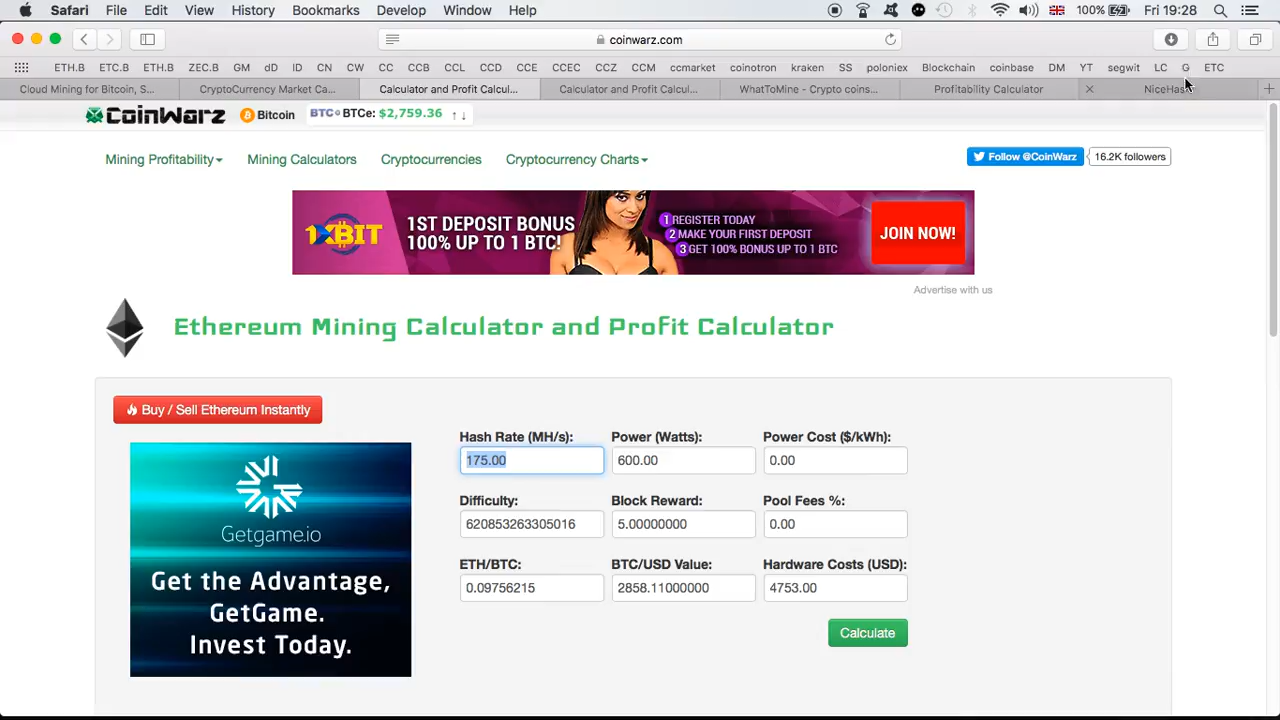 Safari File Edit View History Bookmarks Develop Window Help 100% Fri 19:28
coinwarz.com
ETH.B ETC.B ETH.B ZEC.B GM dD ID CN CW CC CCB CCL CCD CCE CCEC CCZ CCM ccmarket coinotron kraken SS poloniex Blockchain coinbase DM YT segwit LC G ETC
Cloud Mining for Bitcoin, S... CryptoCurrency Market Ca... Calculator and Profit Calcul... Calculator and Profit Calcul... WhatToMine - Crypto coins... Profitability Calculator
CoinWarz Bitcoin BTC-e BTCe: $2,759.36 ↑↓
Mining Profitability Mining Calculators Cryptocurrencies Cryptocurrency Charts Follow @CoinWarz 16.2K followers
1XBIT 1ST DEPOSIT BONUS 100% UP TO 1 BTC!
1 REGISTER TODAY
2 MAKE YOUR FIRST DEPOSIT
3 GET 100% BONUS UP TO 1 BTC
JOIN NOW!
Advertise with us
Ethereum Mining Calculator and Profit Calculator
Buy / Sell Ethereum Instantly
Getgame.io
Get the Advantage,
GetGame.
Invest Today.
Hash Rate (MH/s): Power (Watts): Power Cost ($/kWh):
175.00 600.00 0.00
Difficulty: Block Reward: Pool Fees %:
620853263305016 5.00000000 0.00
ETH/BTC: BTC/USD Value: Hardware Costs (USD):
0.09756215 2858.11000000 4753.00
Calculate